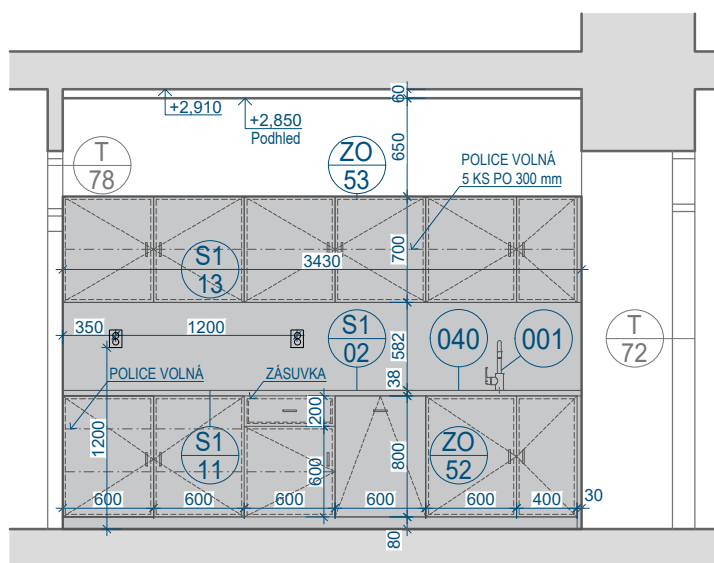 60
+2,910
+2,850
Podhled
T
78
ZO
53
650
POLICE VOLNÁ
5 KS PO 300 mm
S1
13
3430
700
350
1200
S1
02
040
001
582
T
72
POLICE VOLNÁ
ZÁSUVKA
38
1200
200
S1
11
600
800
ZO
52
600
600
600
600
600
400
30
80